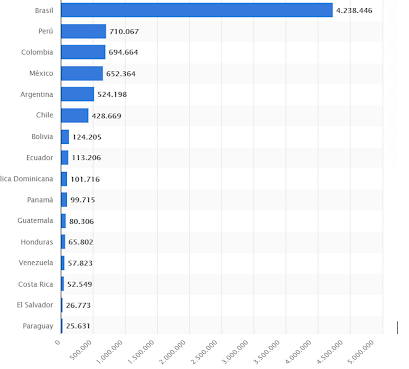 Brasil 4.238.446
Perú 710.067
Colombia 694.664
México 652.364
Argentina 524.198
Chile 428.669
Bolivia 124.205
Ecuador 113.206
lica Dominicana 101.716
Panamá 99.715
Guatemala 80.306
Honduras 65.802
Venezuela 57.823
Costa Rica 52.549
El Salvador 26.773
Paraguay 25.631
0 500.000 1.000.000 1.500.000 2.000.000 2.500.000 3.000.000 3.500.000 4.000.000 4.500.000 5.000.000